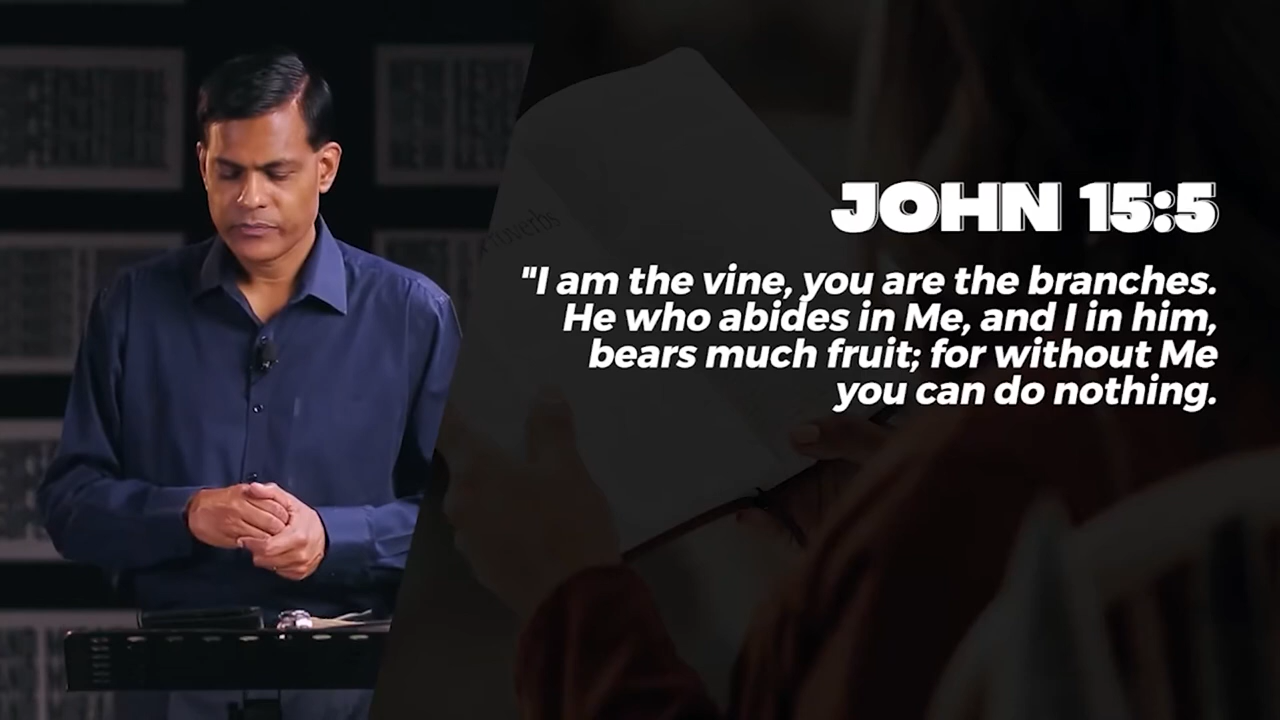 JOHN 15:5
"I am the vine, you are the branches.
He who abides in Me, and I in him,
bears much fruit; for without Me
you can do nothing.
Proverbs